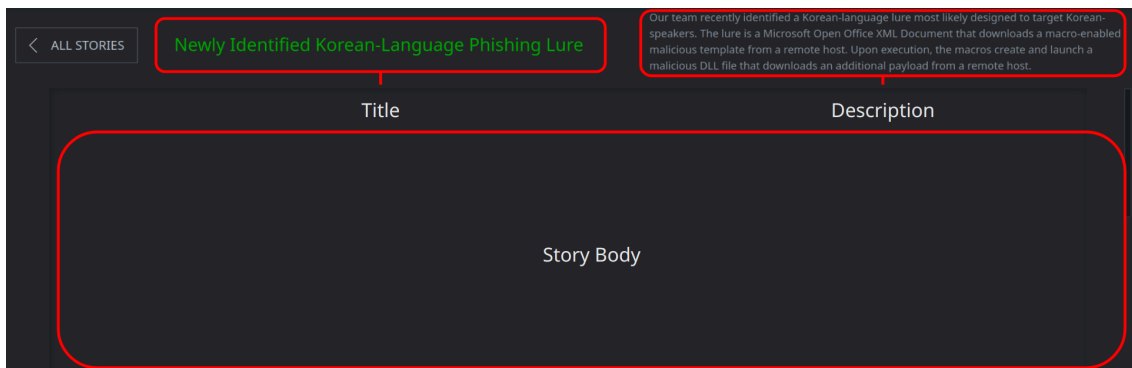 ALL STORIES
Newly Identified Korean-Language Phishing Lure
Our team recently identified a Korean-language lure most likely designed to target Korean-
speakers. The lure is a Microsoft Open Office XML Document that downloads a macro-enabled
malicious template from a remote host. Upon execution, the macros create and launch a
malicious DLL file that downloads an additional payload from a remote host.
Title
Description
Story Body